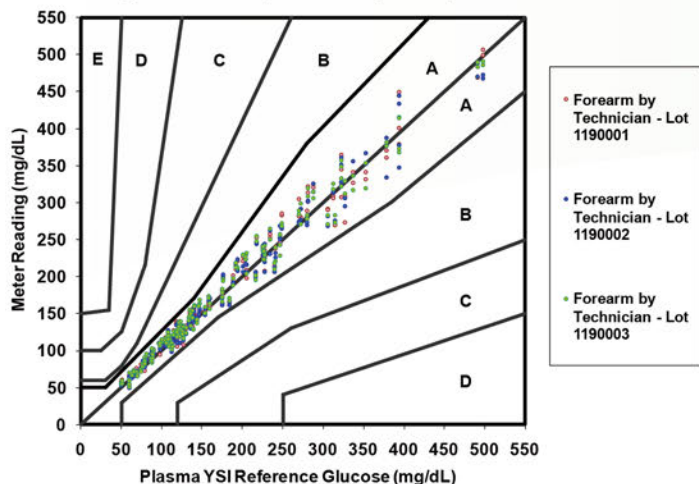 550
500
450
400
350
300
250
200
150
100
50
0
Meter Reading (mg/dL)
E
D
C
B
A
A
B
C
D
0 50 100 150 200 250 300 350 400 450 500 550
Plasma YSI Reference Glucose (mg/dL)
Forearm by
Technician - Lot
1190001
Forearm by
Technician - Lot
1190002
Forearm by
Technician - Lot
1190003